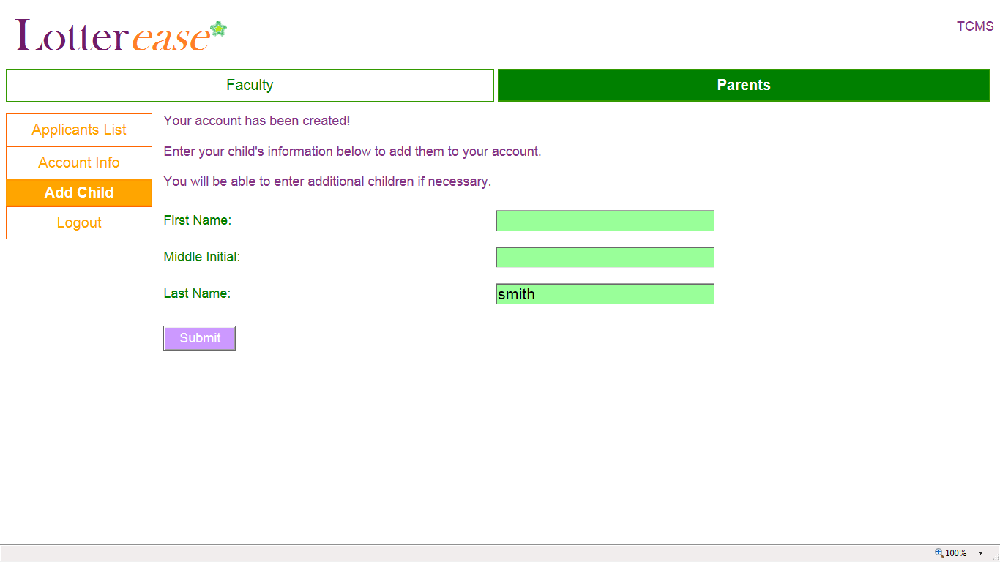 Lotterease
TCMS
Faculty
Parents
Applicants List
Account Info
Add Child
Logout
Your account has been created!
Enter your child's information below to add them to your account.
You will be able to enter additional children if necessary.
First Name:
Middle Initial:
Last Name:
smith
Submit
100%